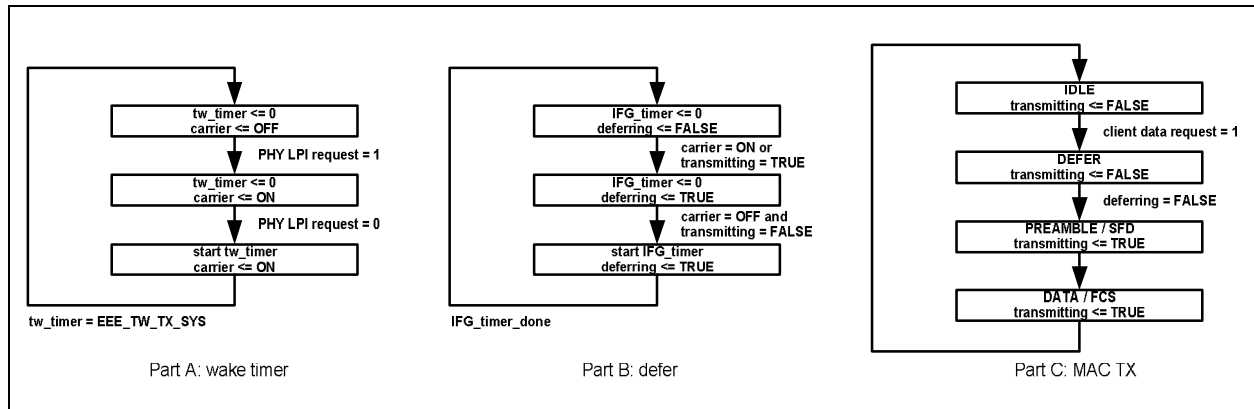 tw_timer <= 0
carrier <= OFF
PHY LPI request = 1
tw_timer <= 0
carrier <= ON
PHY LPI request = 0
start tw_timer
carrier <= ON
tw_timer = EEE_TW_TX_SYS
Part A: wake timer
IFG_timer <= 0
deferring <= FALSE
carrier = ON or
transmitting = TRUE
IFG_timer <= 0
deferring <= TRUE
carrier = OFF and
transmitting = FALSE
start IFG_timer
deferring <= TRUE
IFG_timer_done
Part B: defer
IDLE
transmitting <= FALSE
client data request = 1
DEFER
transmitting <= FALSE
deferring = FALSE
PREAMBLE / SFD
transmitting <= TRUE
DATA / FCS
transmitting <= TRUE
Part C: MAC TX